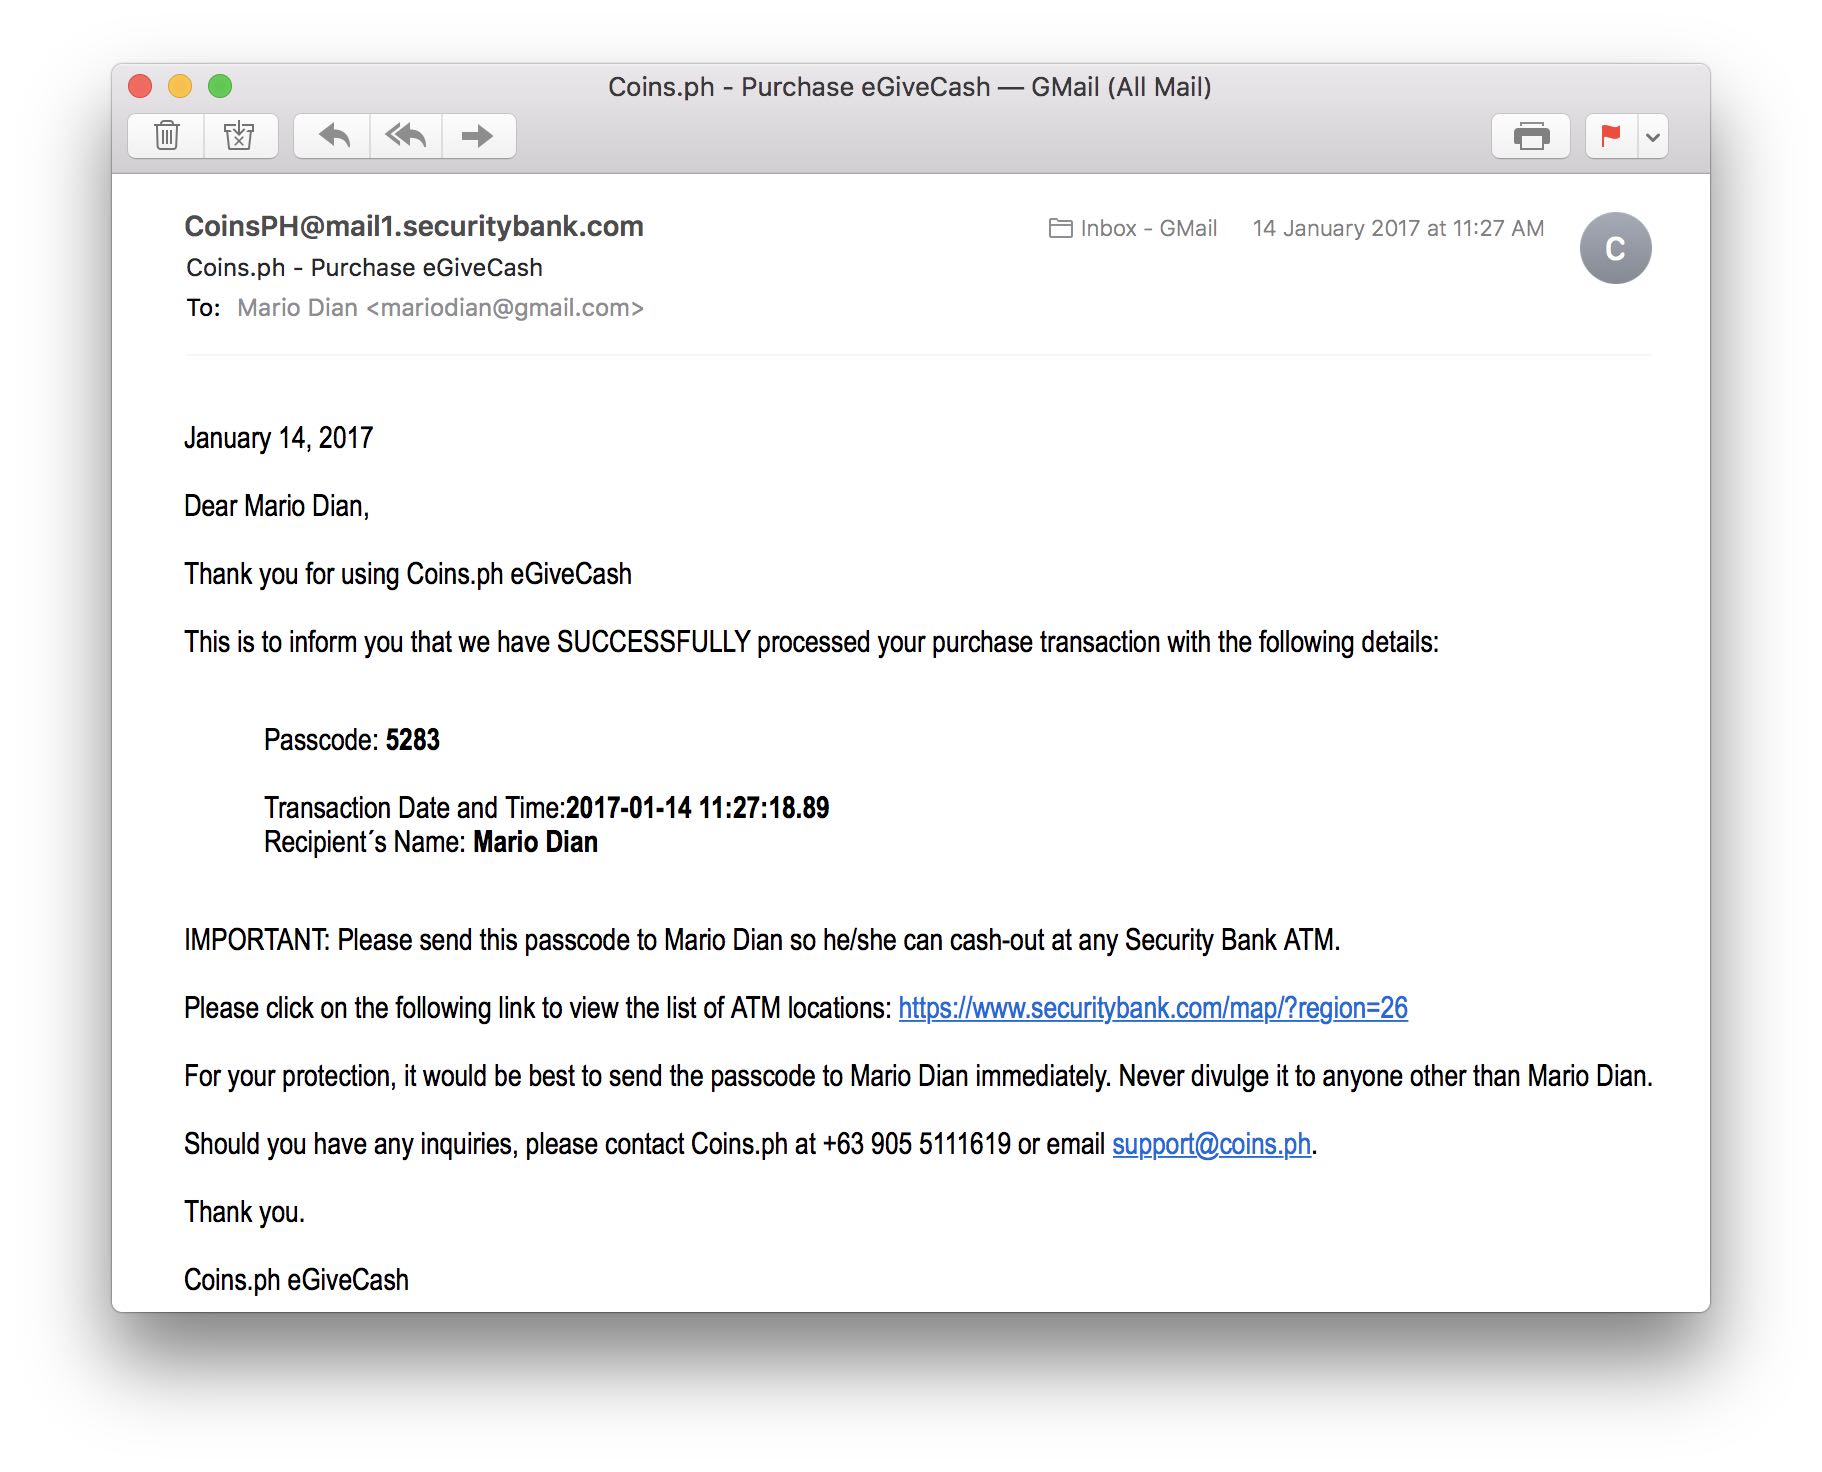 Coins.ph - Purchase eGiveCash — GMail (All Mail)
CoinsPH@mail1.securitybank.com
Inbox - GMail 14 January 2017 at 11:27 AM
C
Coins.ph - Purchase eGiveCash
To: Mario Dian <mariodian@gmail.com>
January 14, 2017
Dear Mario Dian,
Thank you for using Coins.ph eGiveCash
This is to inform you that we have SUCCESSFULLY processed your purchase transaction with the following details:
Passcode: 5283
Transaction Date and Time:2017-01-14 11:27:18.89
Recipient´s Name: Mario Dian
IMPORTANT: Please send this passcode to Mario Dian so he/she can cash-out at any Security Bank ATM.
Please click on the following link to view the list of ATM locations: https://www.securitybank.com/map/?region=26
For your protection, it would be best to send the passcode to Mario Dian immediately. Never divulge it to anyone other than Mario Dian.
Should you have any inquiries, please contact Coins.ph at +63 905 5111619 or email support@coins.ph.
Thank you.
Coins.ph eGiveCash